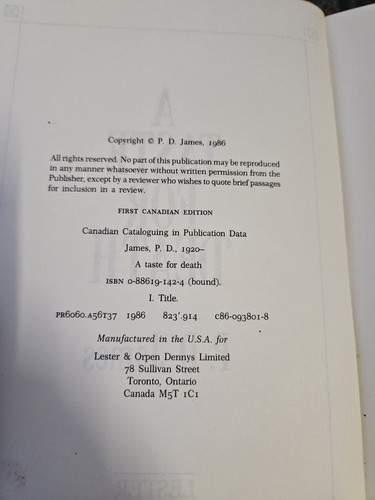 Copyright © P. D. James, 1986
All rights reserved. No part of this publication may be reproduced
in any manner whatsoever without written permission from the
Publisher, except by a reviewer who wishes to quote brief passages
for inclusion in a review.
FIRST CANADIAN EDITION
Canadian Cataloguing in Publication Data
James, P. D., 1920–
A taste for death
ISBN 0-88619-142-4 (bound).
I. Title.
PR6060.A56T37 1986 823'.914 C86-093801-8
Manufactured in the U.S.A. for
Lester & Orpen Dennys Limited
78 Sullivan Street
Toronto, Ontario
Canada M5T 1C1